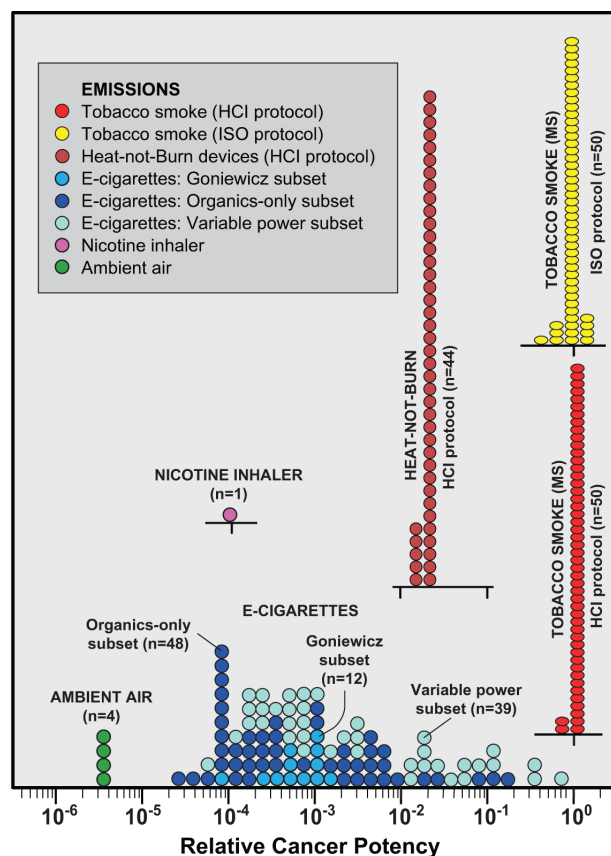 EMISSIONS
Tobacco smoke (HCI protocol)
Tobacco smoke (ISO protocol)
Heat-not-Burn devices (HCI protocol)
E-cigarettes: Goniewicz subset
E-cigarettes: Organics-only subset
E-cigarettes: Variable power subset
Nicotine inhaler
Ambient air
TOBACCO SMOKE (MS)
ISO protocol (n=50)
HEAT-NOT-BURN
HCI protocol (n=44)
TOBACCO SMOKE (MS)
HCI protocol (n=50)
NICOTINE INHALER
(n=1)
E-CIGARETTES
Organics-only
subset (n=48)
Goniewicz
subset
(n=12)
Variable power
subset (n=39)
AMBIENT AIR
(n=4)
10⁻⁶ 10⁻⁵ 10⁻⁴ 10⁻³ 10⁻² 10⁻¹ 10⁰
Relative Cancer Potency